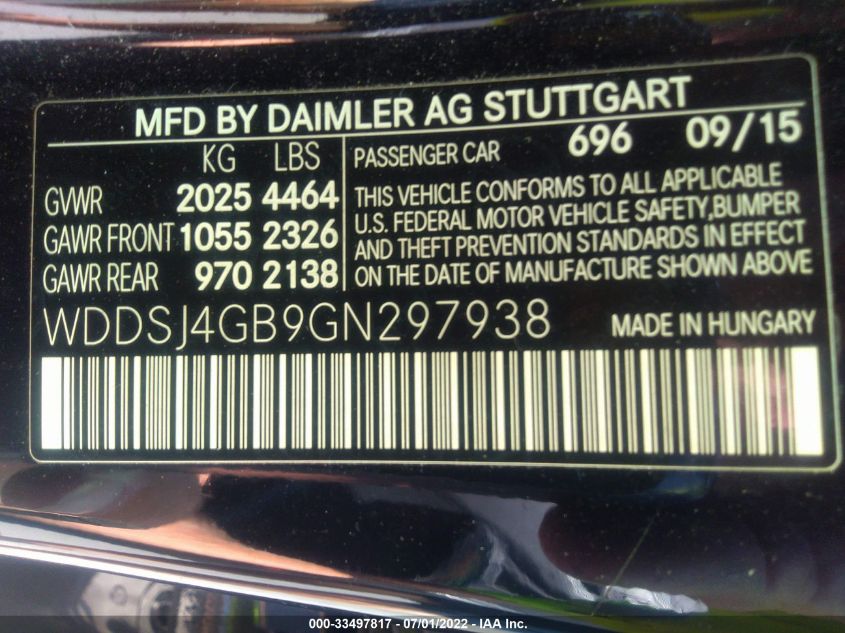 MFD BY DAIMLER AG STUTTGART
KG LBS
GVWR 2025 4464
GAWR FRONT 1055 2326
GAWR REAR 970 2138
PASSENGER CAR 696 09/15
THIS VEHICLE CONFORMS TO ALL APPLICABLE
U.S. FEDERAL MOTOR VEHICLE SAFETY,BUMPER
AND THEFT PREVENTION STANDARDS IN EFFECT
ON THE DATE OF MANUFACTURE SHOWN ABOVE
WDDSJ4GB9GN297938 MADE IN HUNGARY
000-33497817 - 07/01/2022 - IAA Inc.